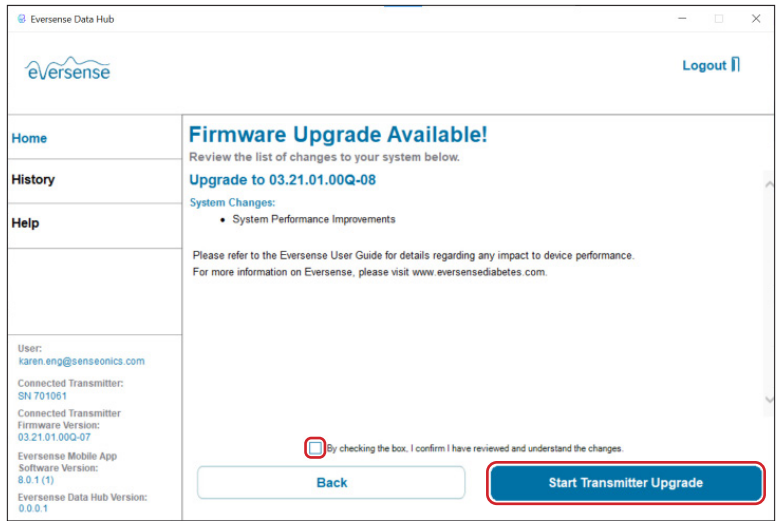 Eversense Data Hub
eversense
Logout
Home
History
Help
Firmware Upgrade Available!
Review the list of changes to your system below.
Upgrade to 03.21.01.00Q-08
System Changes:
• System Performance Improvements
Please refer to the Eversense User Guide for details regarding any impact to device performance.
For more information on Eversense, please visit www.eversensediabetes.com.
User:
karen.eng@senseonics.com
Connected Transmitter:
SN 701061
Connected Transmitter
Firmware Version:
03.21.01.00Q-07
Eversense Mobile App
Software Version:
8.0.1 (1)
Eversense Data Hub Version:
0.0.0.1
By checking the box, I confirm I have reviewed and understand the changes.
Back
Start Transmitter Upgrade